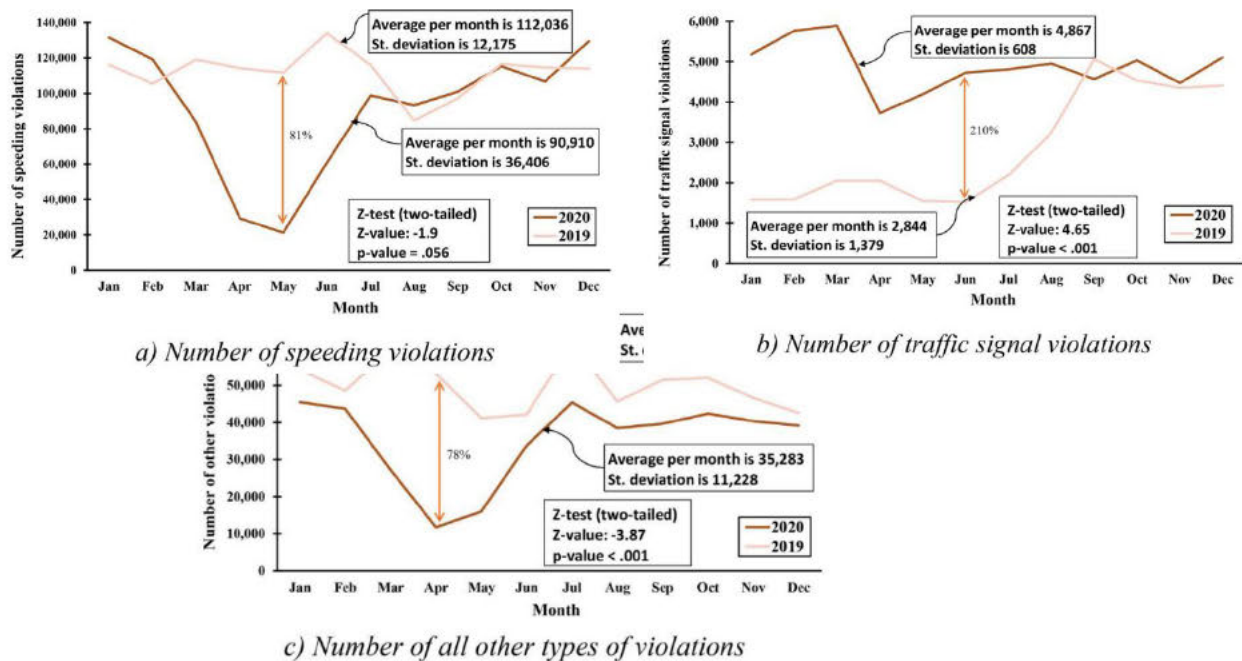 Number of speeding violations
140,000
120,000
100,000
80,000
60,000
40,000
20,000
0
Average per month is 112,036
St. deviation is 12,175
81%
Average per month is 90,910
St. deviation is 36,406
Z-test (two-tailed)
Z-value: -1.9
p-value = .056
2020
2019
Jan Feb Mar Apr May Jun Jul Aug Sep Oct Nov Dec
Month
a) Number of speeding violations
Number of traffic signal violations
6,000
5,000
4,000
3,000
2,000
1,000
0
Average per month is 4,867
St. deviation is 608
210%
Average per month is 2,844
St. deviation is 1,379
Z-test (two-tailed)
Z-value: 4.65
p-value < .001
2020
2019
Jan Feb Mar Apr May Jun Jul Aug Sep Oct Nov Dec
Month
b) Number of traffic signal violations
St.
Number of other violatio
50,000
40,000
30,000
20,000
10,000
0
78%
Average per month is 35,283
St. deviation is 11,228
Z-test (two-tailed)
Z-value: -3.87
p-value < .001
2020
2019
Jan Feb Mar Apr May Jun Jul Aug Sep Oct Nov Dec
Month
c) Number of all other types of violations